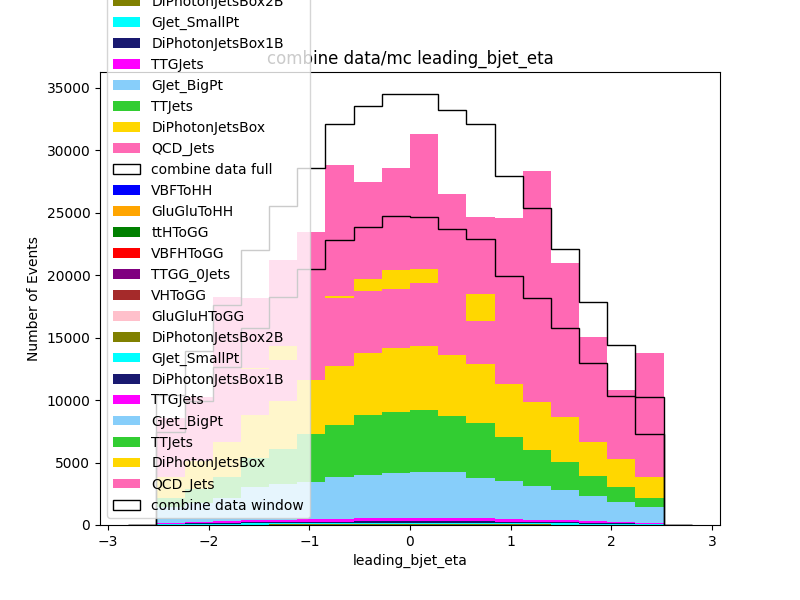 DiPhotonJetsBox2B
GJet_SmallPt
DiPhotonJetsBox1B
combine data/mc leading_bjet_eta
TTGJets
GJet_BigPt
TTJets
DiPhotonJetsBox
QCD_Jets
combine data full
VBFToHH
GluGluToHH
ttHToGG
VBFHToGG
TTGG_0Jets
VHToGG
GluGluHToGG
DiPhotonJetsBox2B
GJet_SmallPt
DiPhotonJetsBox1B
TTGJets
GJet_BigPt
TTJets
DiPhotonJetsBox
QCD_Jets
combine data window
35000
30000
25000
20000
15000
10000
5000
0
Number of Events
−3 −2 −1 0 1 2 3
leading_bjet_eta